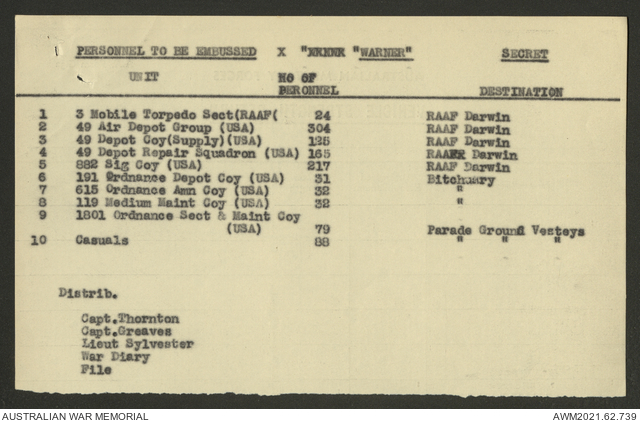 PERSONNEL TO BE EMBUSSED X "WARNER" SECRET
UNIT NO OF
PERONNEL DESTINATION
1 3 Mobile Torpedo Sect(RAAF( 24 RAAF Darwin
2 49 Air Depot Group (USA) 304 RAAF Darwin
3 49 Depot Coy(Supply)(USA) 125 RAAF Darwin
4 49 Depot Repair Squadron (USA) 165 Darwin
5 882 Sig Coy (USA) 217 RAAF Darwin
6 191 Ordnance Depot Coy (USA) 31
7 615 Ordnance Amn Coy (USA) 32 "
8 119 Medium Maint Coy (USA) 32 "
9 1801 Ordnance Sect & Maint Coy
(USA) 79 Parade Ground Vesteys
10 Casuals 88 " " "
Distrib.
Capt.Thornton
Capt.Greaves
Lieut Sylvester
War Diary
File
AUSTRALIAN WAR MEMORIAL AWM2021.62.739